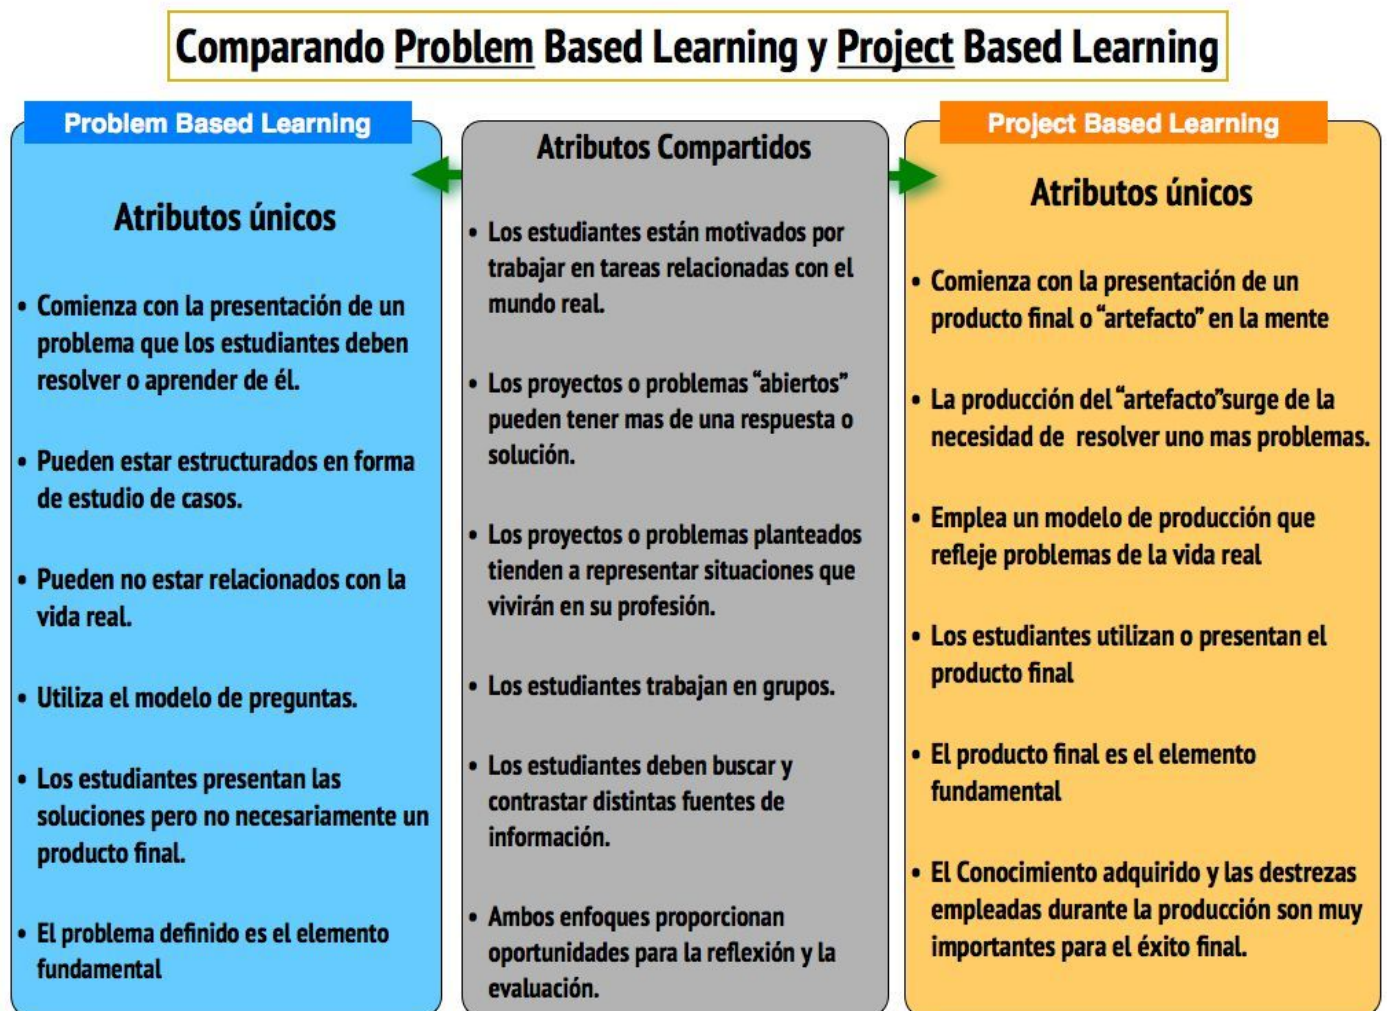 Comparando Problem Based Learning y Project Based Learning
Problem Based Learning
Atributos únicos
• Comienza con la presentación de un
problema que los estudiantes deben
resolver o aprender de él.
• Pueden estar estructurados en forma
de estudio de casos.
• Pueden no estar relacionados con la
vida real.
• Utiliza el modelo de preguntas.
• Los estudiantes presentan las
soluciones pero no necesariamente un
producto final.
• El problema definido es el elemento
fundamental
Atributos Compartidos
• Los estudiantes están motivados por
trabajar en tareas relacionadas con el
mundo real.
• Los proyectos o problemas “abiertos”
pueden tener mas de una respuesta o
solución.
• Los proyectos o problemas planteados
tienden a representar situaciones que
vivirán en su profesión.
• Los estudiantes trabajan en grupos.
• Los estudiantes deben buscar y
contrastar distintas fuentes de
información.
• Ambos enfoques proporcionan
oportunidades para la reflexión y la
evaluación.
Project Based Learning
Atributos únicos
• Comienza con la presentación de un
producto final o “artefacto” en la mente
• La producción del “artefacto”surge de la
necesidad de resolver uno mas problemas.
• Emplea un modelo de producción que
refleje problemas de la vida real
• Los estudiantes utilizan o presentan el
producto final
• El producto final es el elemento
fundamental
• El Conocimiento adquirido y las destrezas
empleadas durante la producción son muy
importantes para el éxito final.